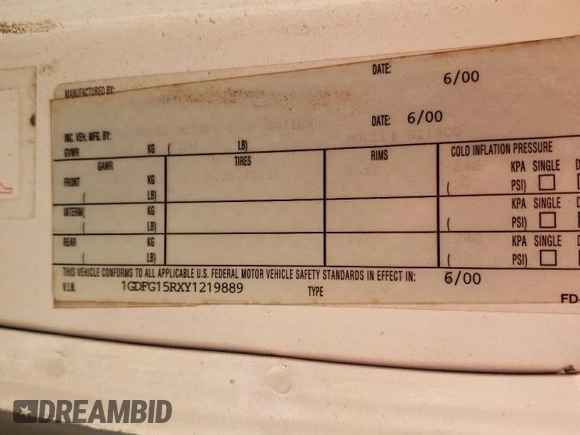 MANUFACTURED BY: DATE: 6/00
INC. VEH. MFG. BY: DATE: 6/00
GVWR KG ( LB)
GAWR TIRES RIMS COLD INFLATION PRESSURE
FRONT KG KPA SINGLE D
( LB) ( PSI)
INTERM KG KPA SINGLE D
( LB) ( PSI)
REAR KG KPA SINGLE D
( LB) ( PSI)
THIS VEHICLE CONFORMS TO ALL APPLICABLE U.S. FEDERAL MOTOR VEHICLE SAFETY STANDARDS IN EFFECT IN: 6/00
V.I.N. 1GDFG15RXY1219889 TYPE
FD-
DREAMBID